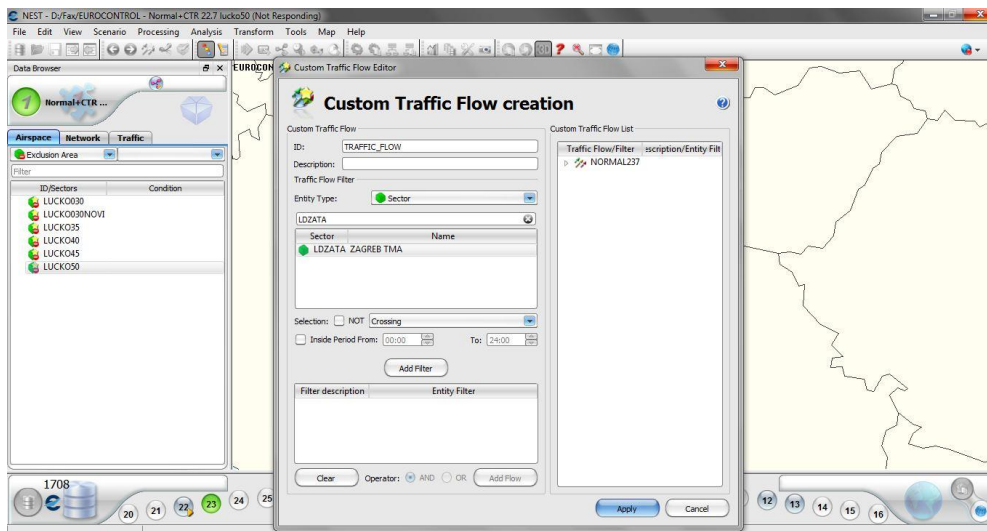 NEST - D:/Fax/EUROCONTROL - Normal+CTR 22.7 lucko50 (Not Responding)
File Edit View Scenario Processing Analysis Transform Tools Map Help
Data Browser
EUROCON
1 Normal+CTR ...
Airspace Network Traffic
Exclusion Area
Filter
ID/Sectors Condition
LUCKO030
LUCKO030NOVI
LUCKO35
LUCKO40
LUCKO45
LUCKO50
Custom Traffic Flow Editor
Custom Traffic Flow creation
Custom Traffic Flow
ID: TRAFFIC_FLOW
Description:
Traffic Flow Filter
Entity Type: Sector
LDZATA
Sector Name
LDZATA ZAGREB TMA
Selection: NOT Crossing
Inside Period From: 00:00 To: 24:00
Add Filter
Filter description Entity Filter
Clear Operator: AND OR Add Flow
Custom Traffic Flow List
Traffic Flow/Filter scription/Entity Filt
NORMAL237
Apply Cancel
1708
20 21 22 23 24 25
12 13 14 15 16